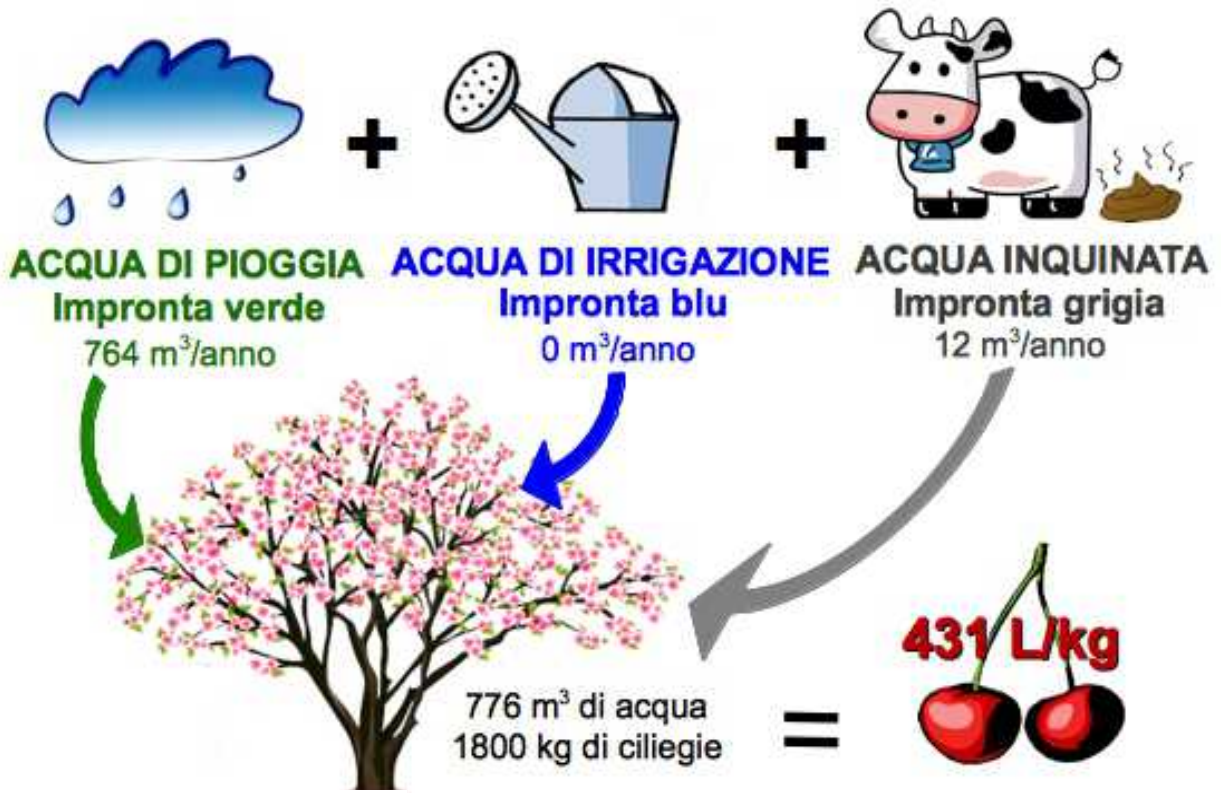 ACQUA DI PIOGGIA
Impronta verde
764 m³/anno
ACQUA DI IRRIGAZIONE
Impronta blu
0 m³/anno
ACQUA INQUINATA
Impronta grigia
12 m³/anno
776 m³ di acqua
1800 kg di ciliegie
=
431 L/kg